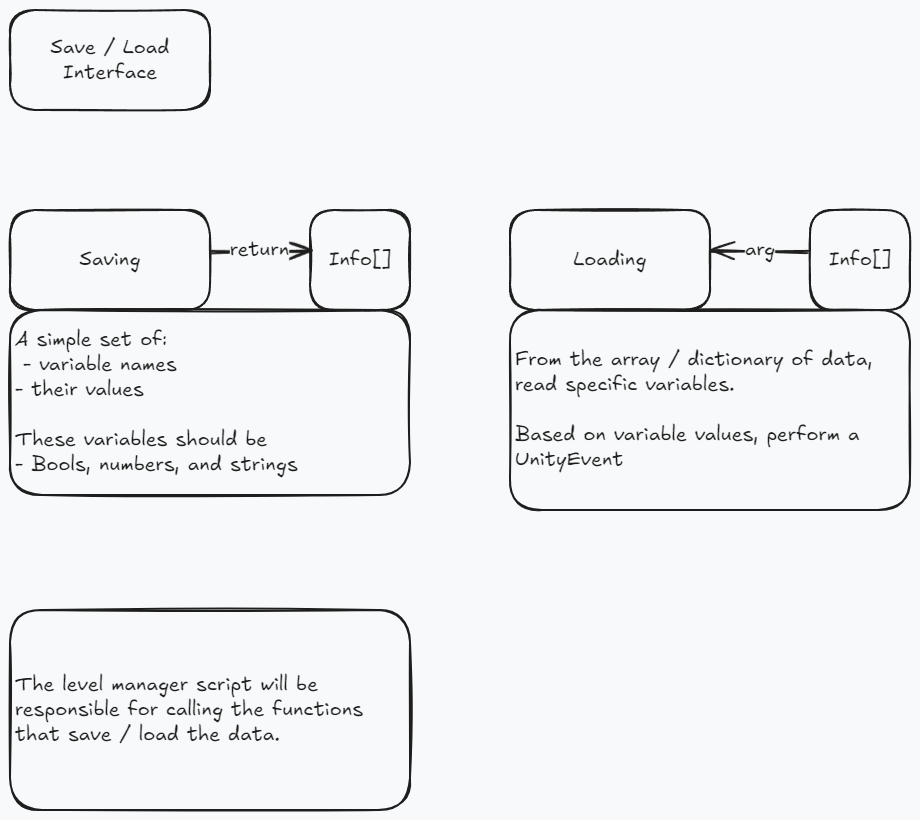 Save / Load
Interface
Saving
return
Info[]
Loading
arg
Info[]
A simple set of:
- variable names
- their values
These variables should be
- Bools, numbers, and strings
From the array / dictionary of data,
read specific variables.
Based on variable values, perform a
UnityEvent
The level manager script will be
responsible for calling the functions
that save / load the data.